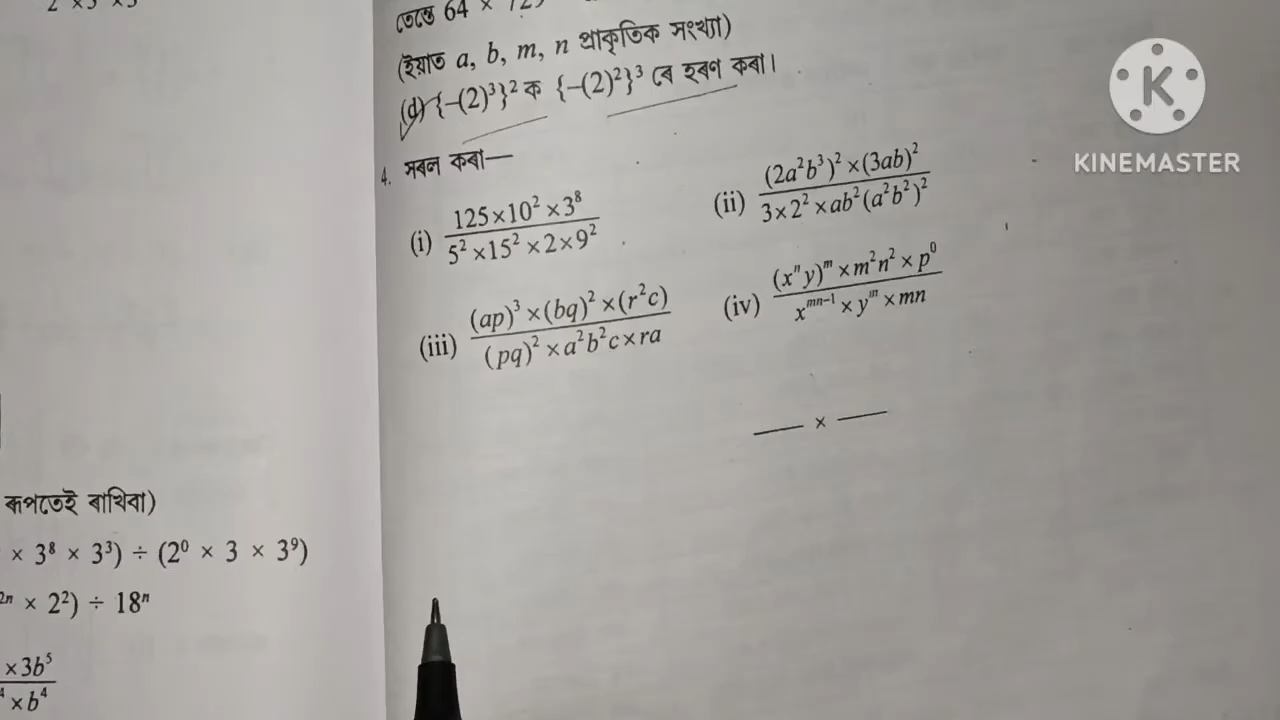 তেন্তে 64 ×
(ইয়াত a, b, m, n প্ৰাকৃতিক সংখ্যা)
(d) {−(2)³}² ক {−(2)²}³ ৰে হৰণ কৰা।
4. সৰল কৰা—
(i) 125×10²×3⁸ / 5²×15²×2×9²
(ii) (2a²b³)²×(3ab)² / 3×2²×ab²(a²b²)²
(iii) (ap)³×(bq)²×(r²c) / (pq)²×a²b²c×ra
(iv) (xⁿy)ᵐ×m²n²×p⁰ / xᵐⁿ⁻¹×yᵐ×mn
— × —
ৰূপতেই ৰাখিবা)
× 3⁸ × 3³) ÷ (2⁰ × 3 × 3⁹)
²ⁿ × 2²) ÷ 18ⁿ
×3b⁵ / ⁴×b⁴
KINEMASTER